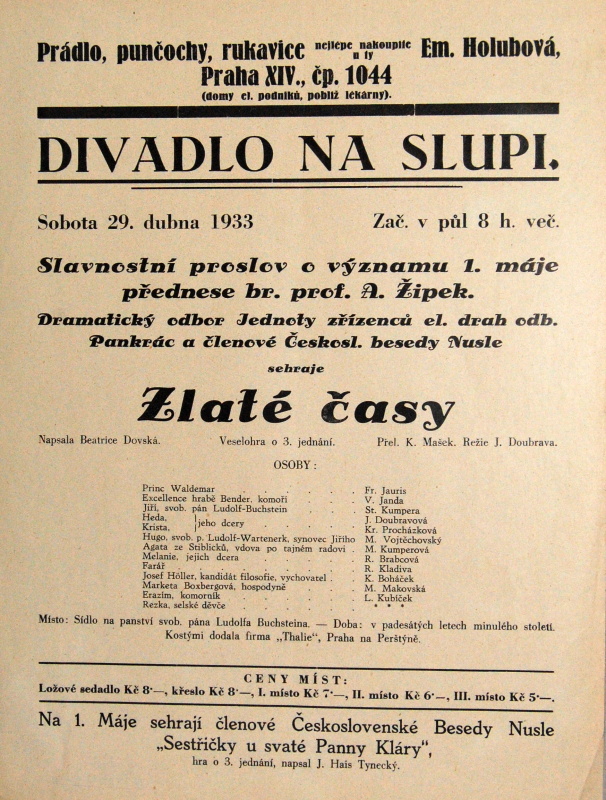 Prádlo, punčochy, rukavice nejlépe nakoupíte u fy Em. Holubová,
Praha XIV., čp. 1044
(domy el. podniků, poblíž lékárny).
DIVADLO NA SLUPI.
Sobota 29. dubna 1933 Zač. v půl 8 h. več.
Slavnostní proslov o významu 1. máje
přednese br. prof. A. Žipek.
Dramatický odbor Jednoty zřízenců el. drah odb.
Pankrác a členové Českosl. besedy Nusle
sehraje
Zlaté časy
Napsala Beatrice Dovská. Veselohra o 3. jednání. Přel. K. Mašek. Režie J. Doubrava.
OSOBY:
Princ Waldemar . . . . . Fr. Jauris
Excellence hrabě Bender, komoří . . . . V. Janda
Jiří, svob. pán Ludolf-Buchstein . . . . St. Kumpera
Heda, } jeho dcery . . . . J. Doubravová
Krista, } Kr. Procházková
Hugo, svob. p. Ludolf-Wartenerk, synovec Jiřího M. Vojtěchovský
Agata ze Stiblicků, vdova po tajném radovi . M. Kumperová
Melanie, jejich dcera . . . . R. Brabcová
Farář . . . . . . R. Kladiva
Josef Höller, kandidát filosofie, vychovatel . K. Boháček
Marketa Boxbergová, hospodyně . . . M. Makovská
Erazim, komorník . . . . . L. Kubíček
Rezka, selské děvče . . . . . * * *
Místo: Sídlo na panství svob. pána Ludolfa Buchsteina. — Doba: v padesátých letech minulého století.
Kostými dodala firma „Thalie", Praha na Perštýně.
CENY MÍST:
Ložové sedadlo Kč 8·—, křeslo Kč 8·—, I. místo Kč 7·—, II. místo Kč 6·—, III. místo Kč 5·—.
Na 1. Máje sehrají členové Československé Besedy Nusle
„Sestřičky u svaté Panny Kláry",
hra o 3. jednání, napsal J. Hais Tynecký.